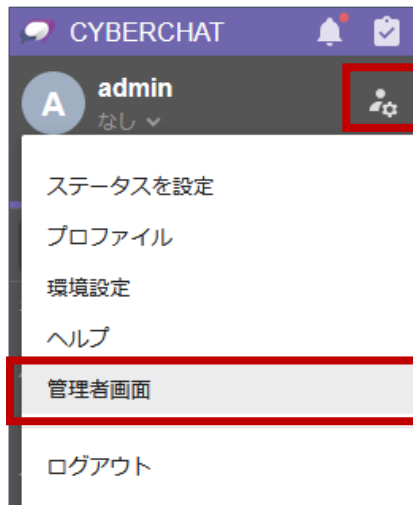 CYBERCHAT
A
admin
なし
ステータスを設定
プロファイル
環境設定
ヘルプ
管理者画面
ログアウト